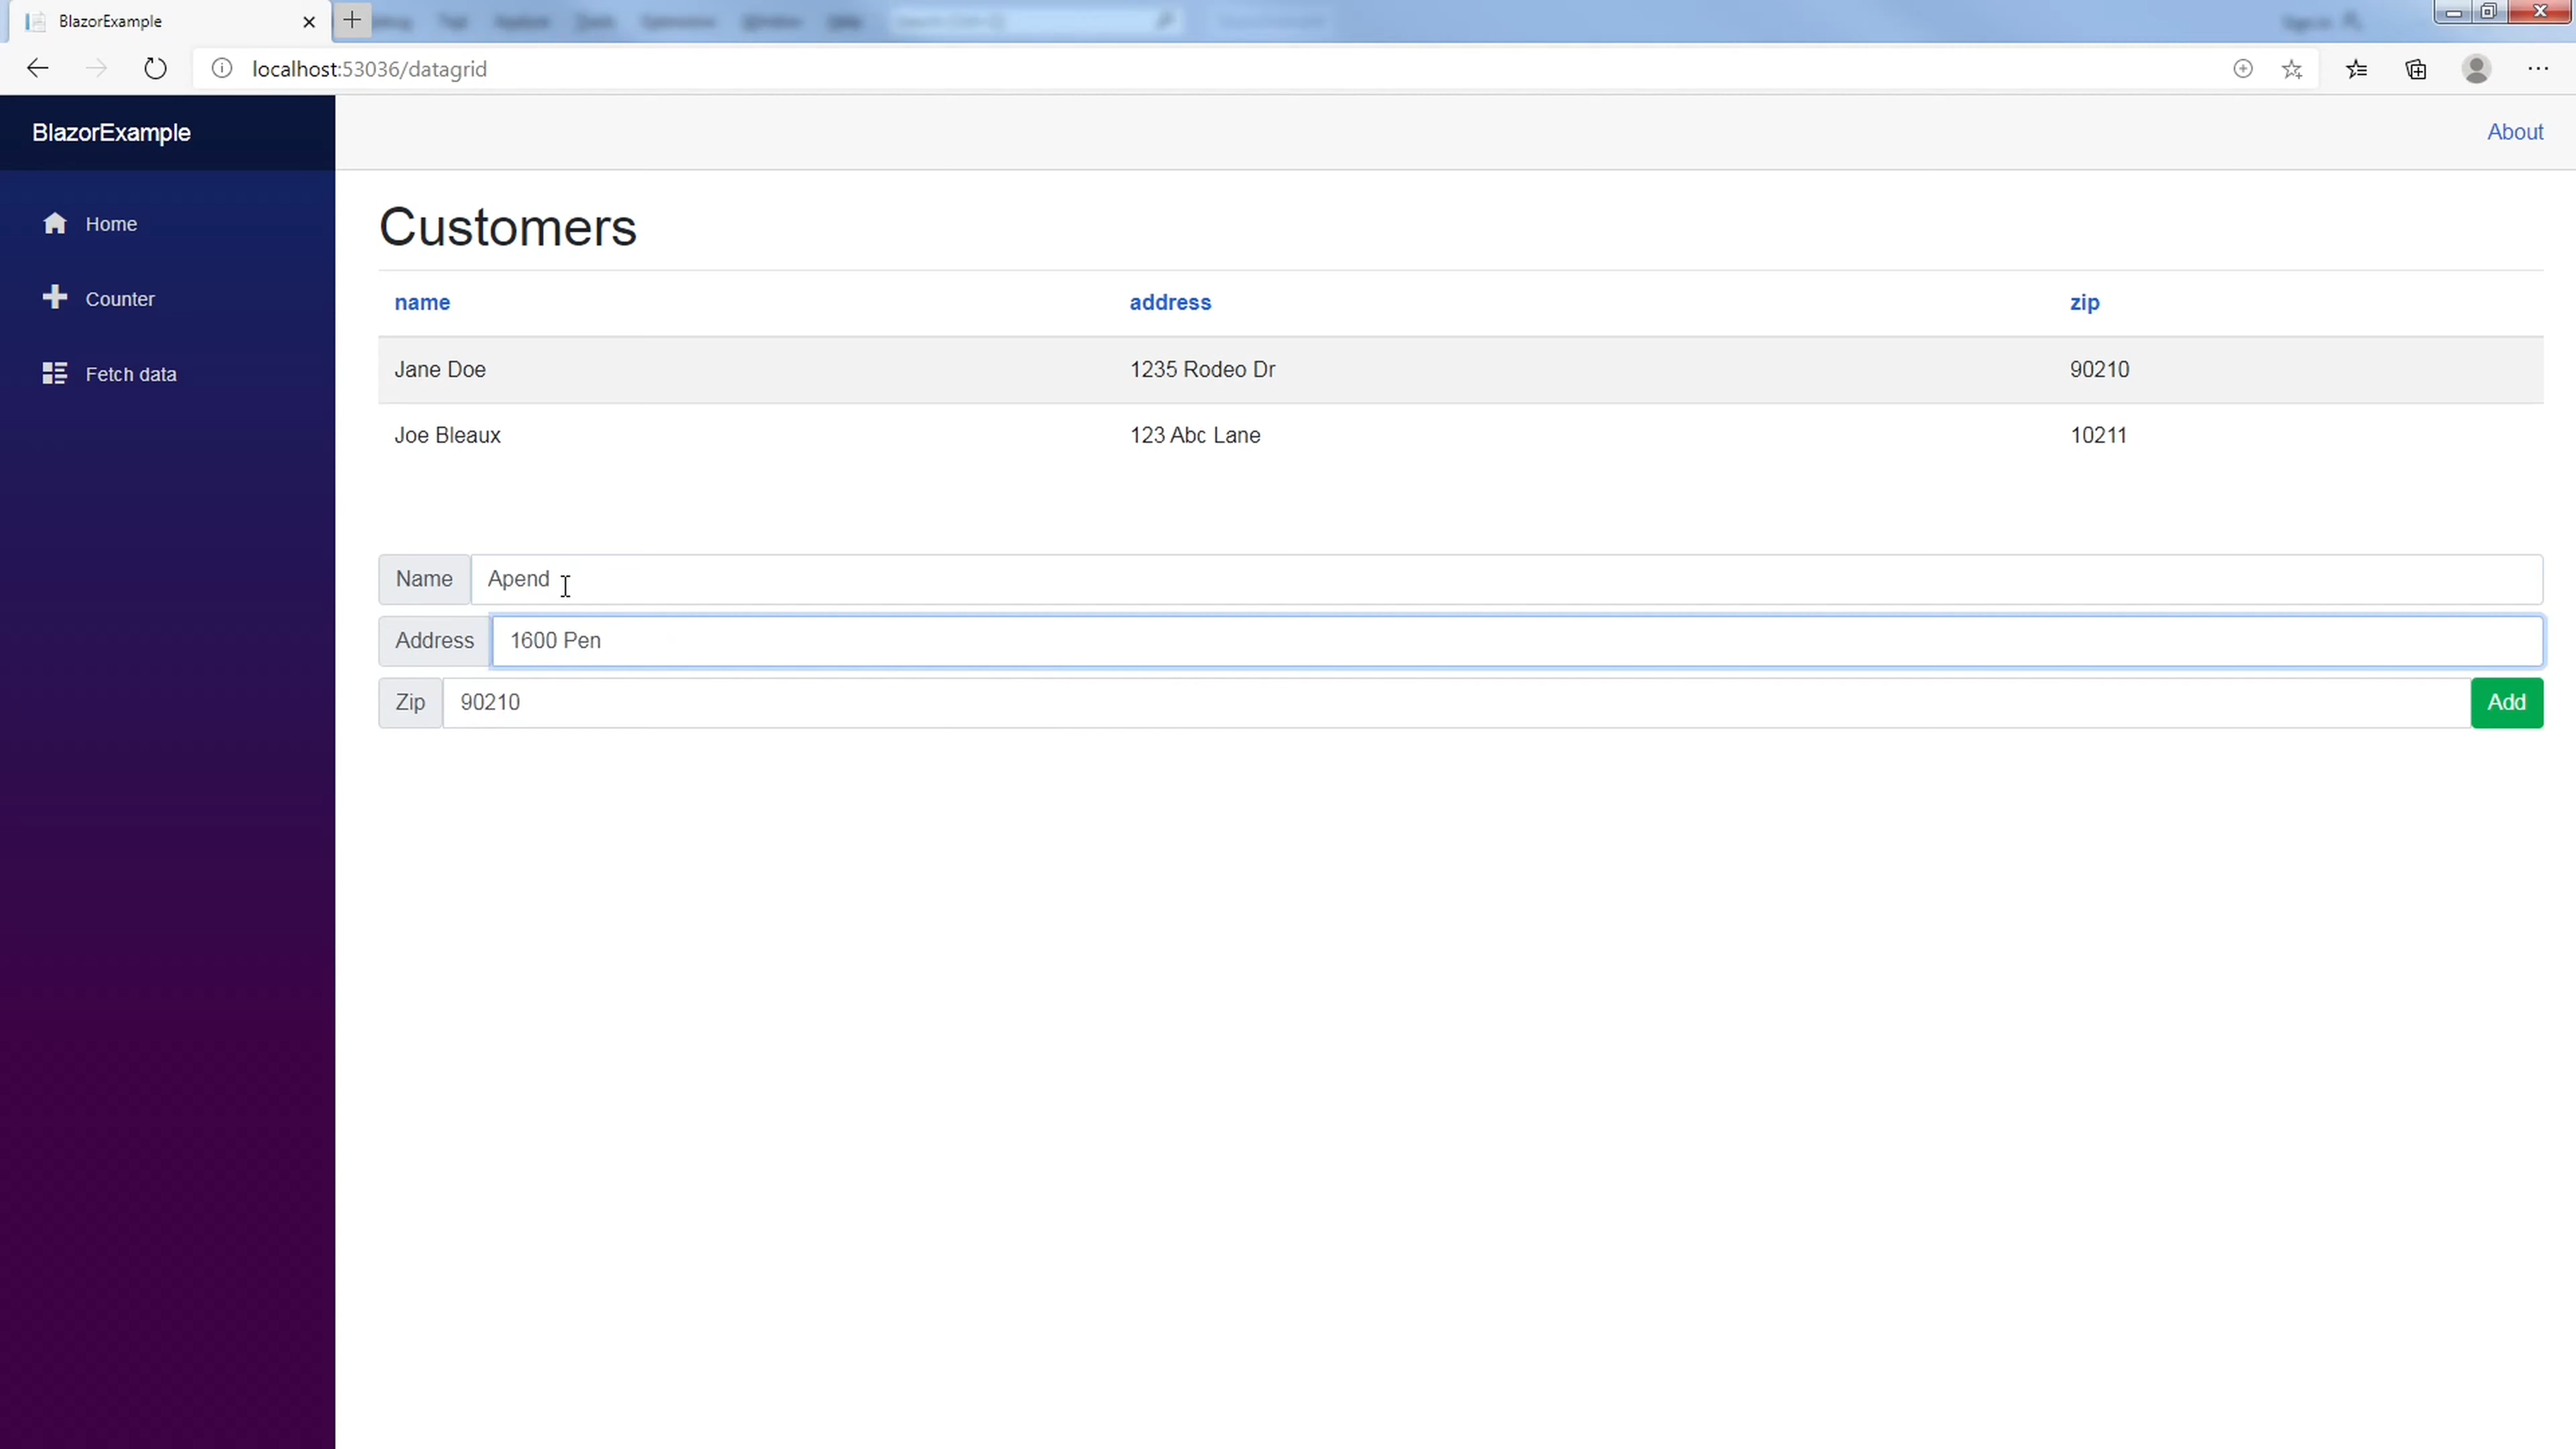 BlazorExample
localhost:53036/datagrid
BlazorExample
About
Home
Counter
Fetch data
Customers
name address zip
Jane Doe 1235 Rodeo Dr 90210
Joe Bleaux 123 Abc Lane 10211
Name Apend
Address 1600 Pen
Zip 90210 Add